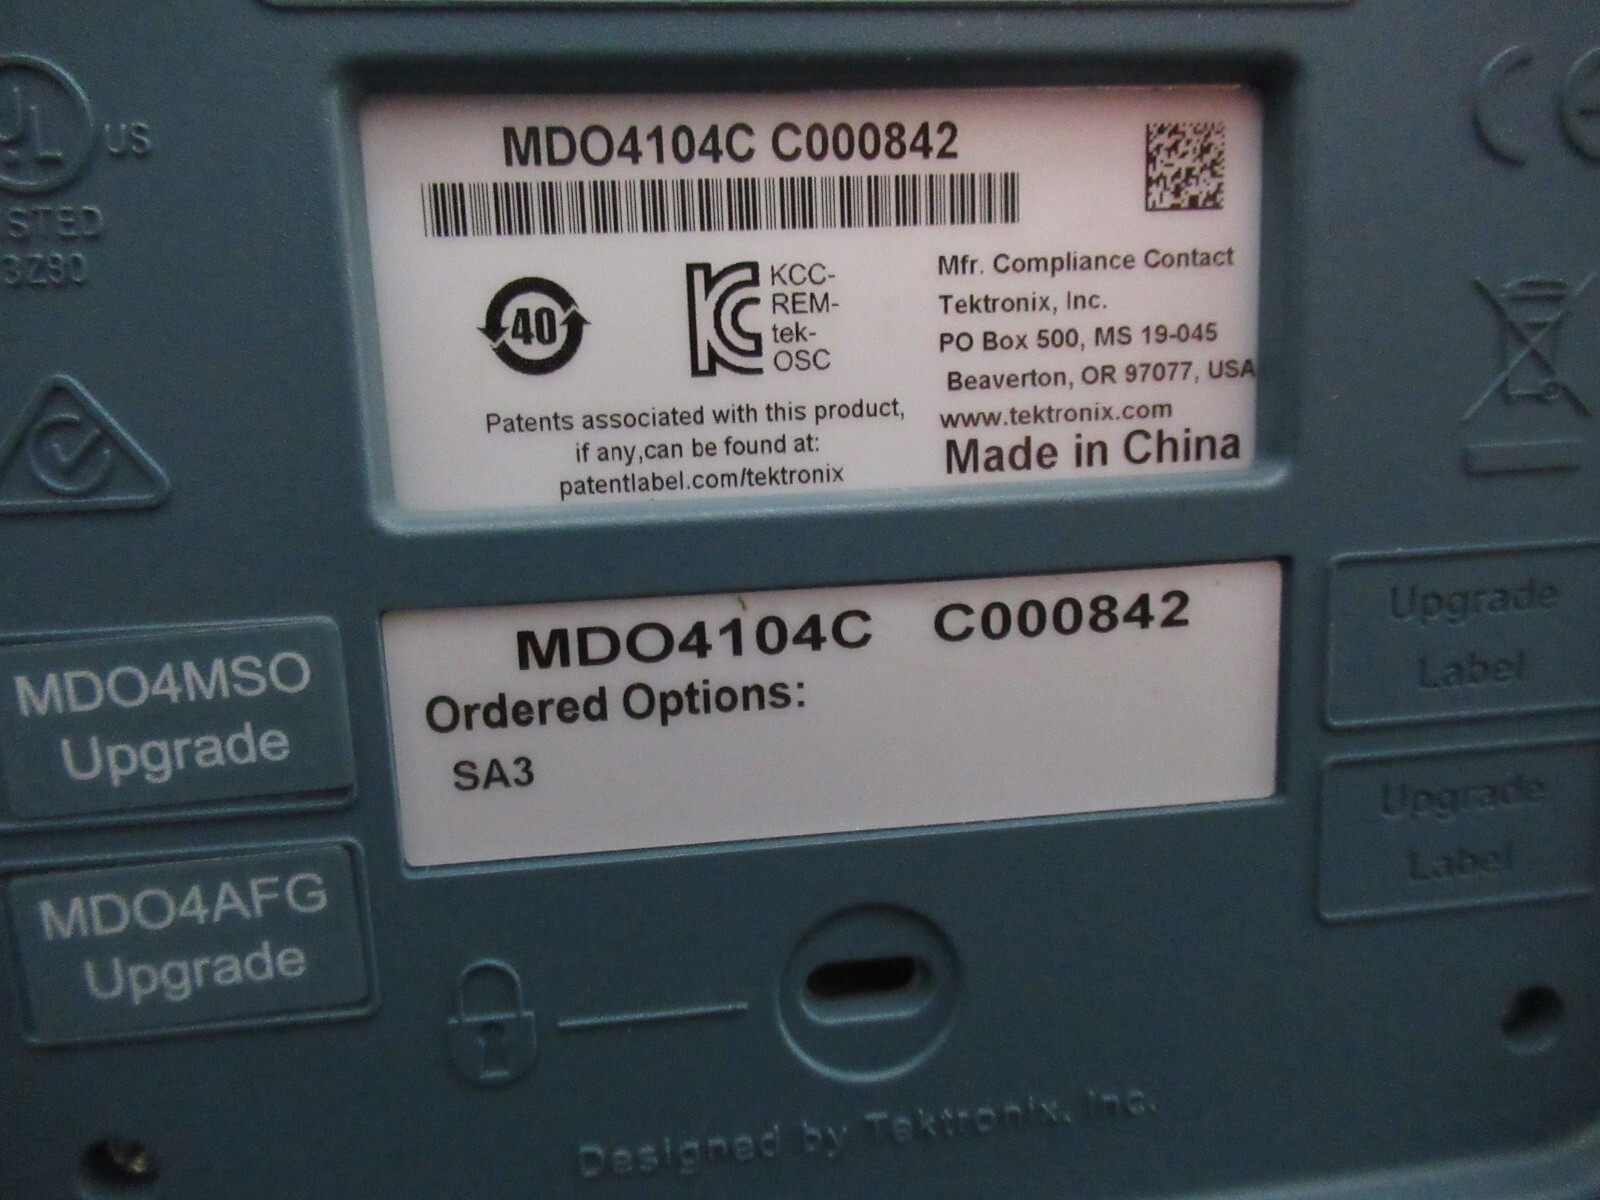 UL US
MDO4104C C000842
40
KCC-
REM-
tek-
OSC
Mfr. Compliance Contact
Tektronix, Inc.
PO Box 500, MS 19-045
Beaverton, OR 97077, USA
www.tektronix.com
Made in China
Patents associated with this product,
if any,can be found at:
patentlabel.com/tektronix
MDO4MSO
Upgrade
MDO4AFG
Upgrade
MDO4104C C000842
Ordered Options:
SA3
Upgrade
Label
Upgrade
Label
Designed by Tektronix, Inc.